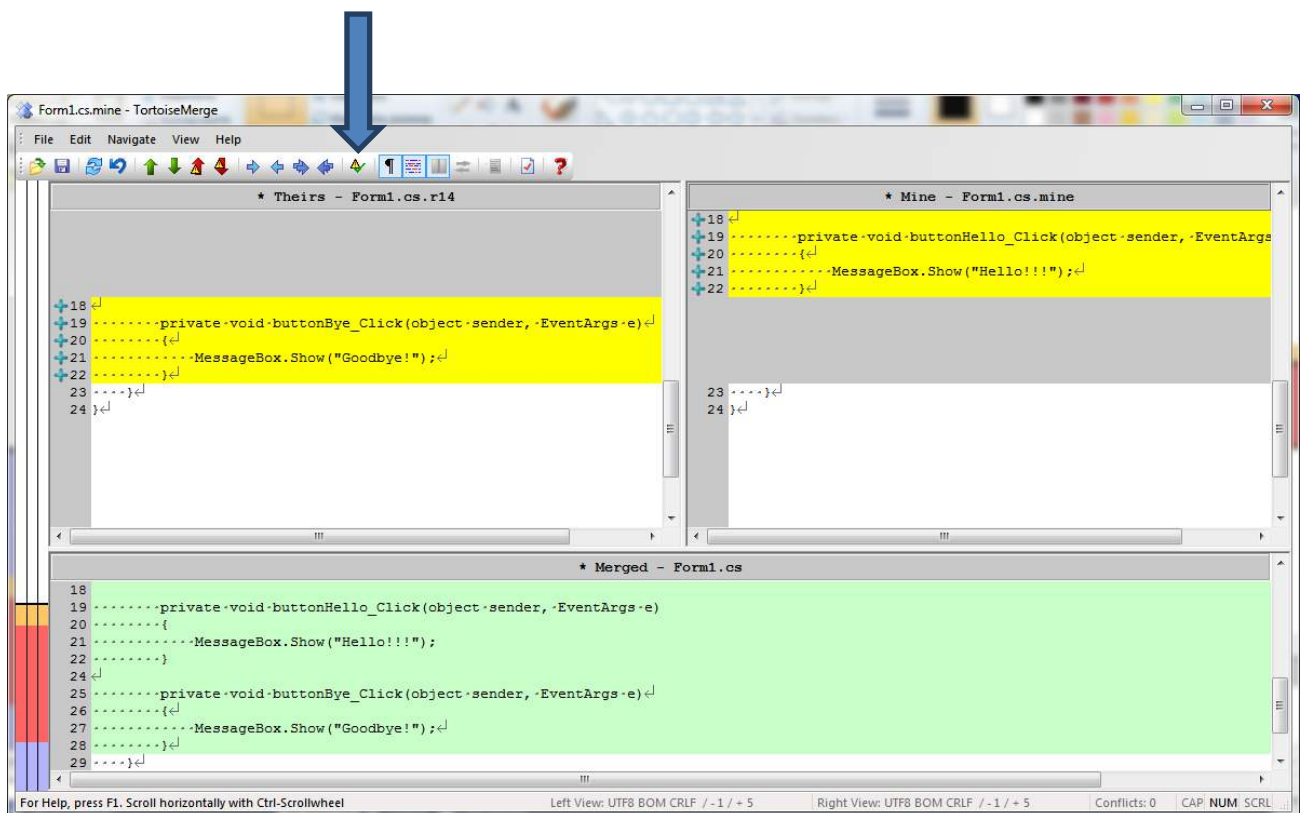 Form1.cs.mine - TortoiseMerge
File Edit Navigate View Help
* Theirs - Form1.cs.r14
18
19 ········private·void·buttonBye_Click(object·sender,·EventArgs·e)
20 ········{
21 ············MessageBox.Show("Goodbye!");
22 ········}
23 ····}
24 }
* Mine - Form1.cs.mine
18
19 ········private·void·buttonHello_Click(object·sender,·EventArgs
20 ········{
21 ············MessageBox.Show("Hello!!!");
22 ········}
23 ····}
24 }
* Merged - Form1.cs
18
19 ········private·void·buttonHello_Click(object·sender,·EventArgs·e)
20 ········{
21 ············MessageBox.Show("Hello!!!");
22 ········}
24
25 ········private·void·buttonBye_Click(object·sender,·EventArgs·e)
26 ········{
27 ············MessageBox.Show("Goodbye!");
28 ········}
29 ····}
For Help, press F1. Scroll horizontally with Ctrl-Scrollwheel Left View: UTF8 BOM CRLF / -1 / + 5 Right View: UTF8 BOM CRLF / -1 / + 5 Conflicts: 0 CAP NUM SCRL